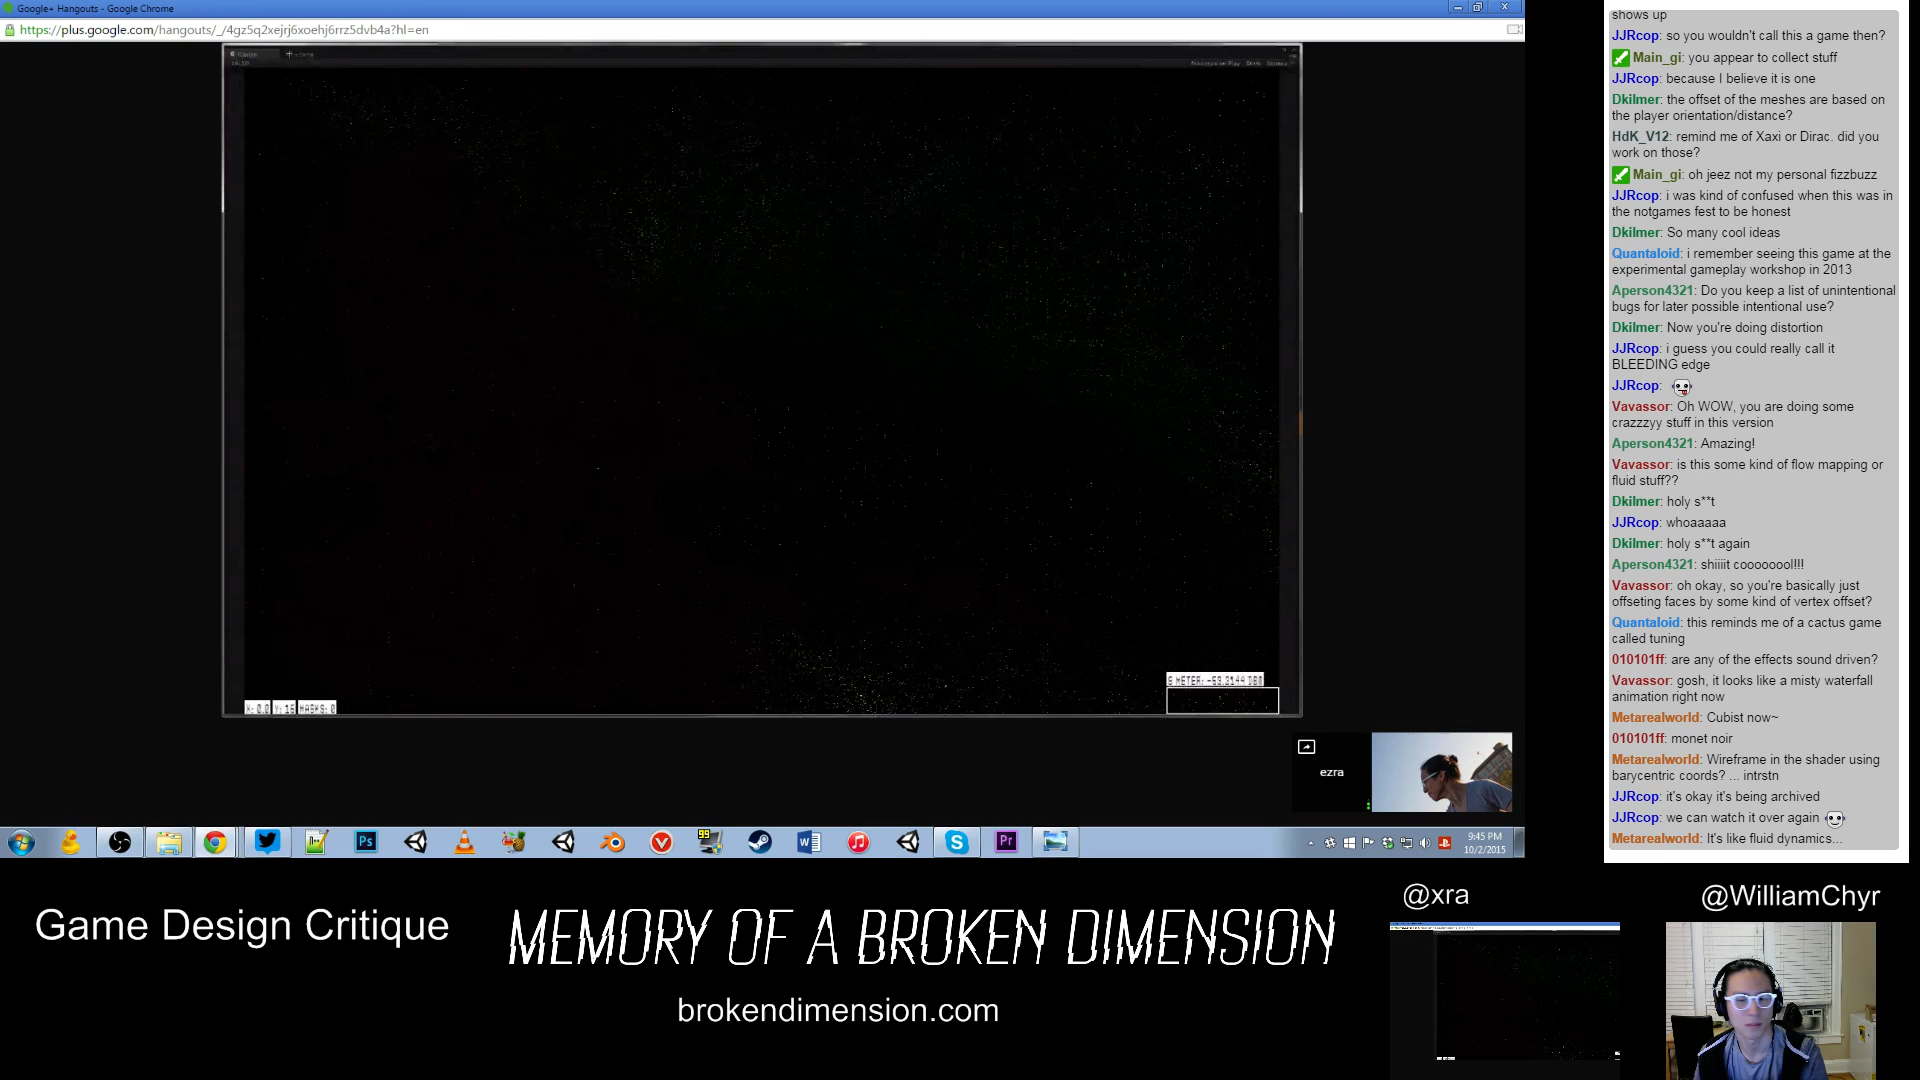 Google+ Hangouts - Google Chrome
https://plus.google.com/hangouts/_/4gz5q2xejrj6xoehj6rrz5dvb4a?hl=en
S METER: -53.3144 DB0
X: 0.0 Y: 16 MASKS: 0
ezra
99
9:45 PM
10/2/2015
shows up
JJRcop: so you wouldn't call this a game then?
Main_gi: you appear to collect stuff
JJRcop: because I believe it is one
Dkilmer: the offset of the meshes are based on
the player orientation/distance?
HdK_V12: remind me of Xaxi or Dirac. did you
work on those?
Main_gi: oh jeez not my personal fizzbuzz
JJRcop: i was kind of confused when this was in
the notgames fest to be honest
Dkilmer: So many cool ideas
Quantaloid: i remember seeing this game at the
experimental gameplay workshop in 2013
Aperson4321: Do you keep a list of unintentional
bugs for later possible intentional use?
Dkilmer: Now you're doing distortion
JJRcop: i guess you could really call it
BLEEDING edge
JJRcop:
Vavassor: Oh WOW, you are doing some
crazzzyy stuff in this version
Aperson4321: Amazing!
Vavassor: is this some kind of flow mapping or
fluid stuff??
Dkilmer: holy s**t
JJRcop: whoaaaaa
Dkilmer: holy s**t again
Aperson4321: shiiiit coooooool!!!
Vavassor: oh okay, so you're basically just
offseting faces by some kind of vertex offset?
Quantaloid: this reminds me of a cactus game
called tuning
010101ff: are any of the effects sound driven?
Vavassor: gosh, it looks like a misty waterfall
animation right now
Metarealworld: Cubist now~
010101ff: monet noir
Metarealworld: Wireframe in the shader using
barycentric coords? ... intrstn
JJRcop: it's okay it's being archived
JJRcop: we can watch it over again
Metarealworld: It's like fluid dynamics...
Game Design Critique
MEMORY OF A BROKEN DIMENSION
brokendimension.com
@xra
@WilliamChyr